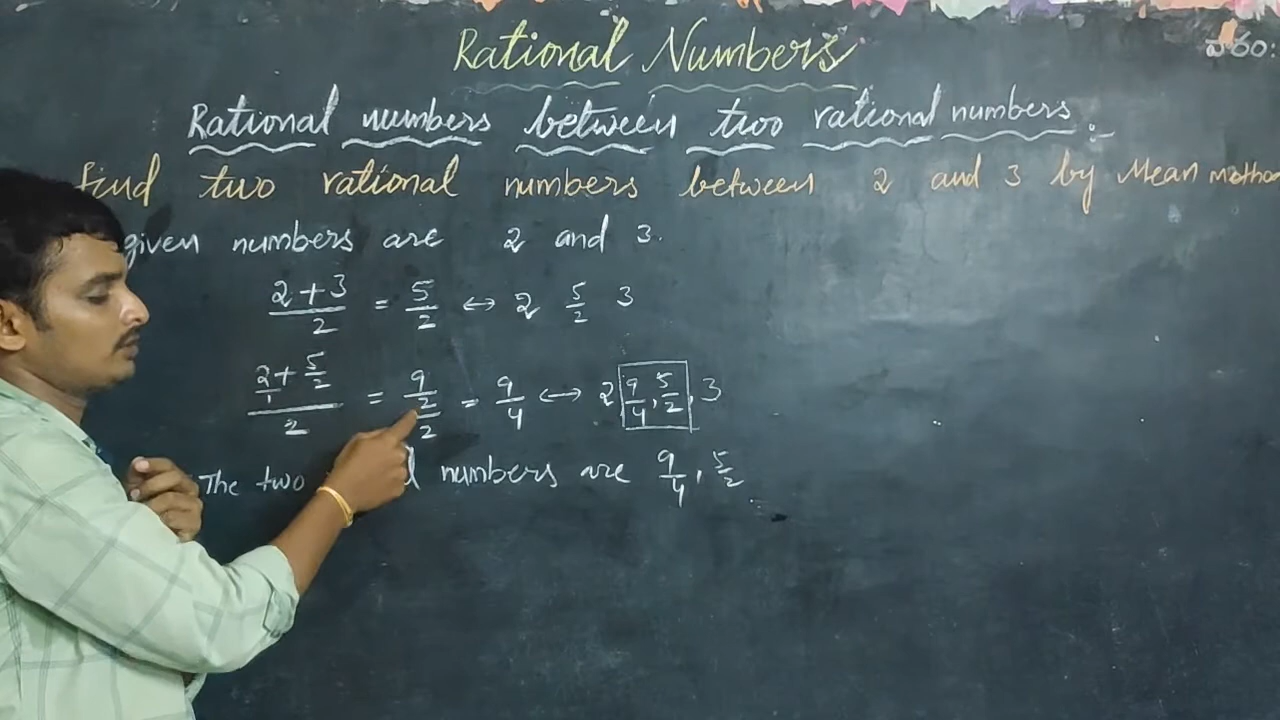 వారం:
Rational Numbers
Rational numbers between two rational numbers :-
Find two rational numbers between 2 and 3 by Mean metho
given numbers are 2 and 3.
(2+3)/2 = 5/2 ↔ 2 5/2 3
(2/1 + 5/2)/2 = (9/2)/2 = 9/4 ↔ 2, 9/4, 5/2, 3
The two numbers are 9/4, 5/2